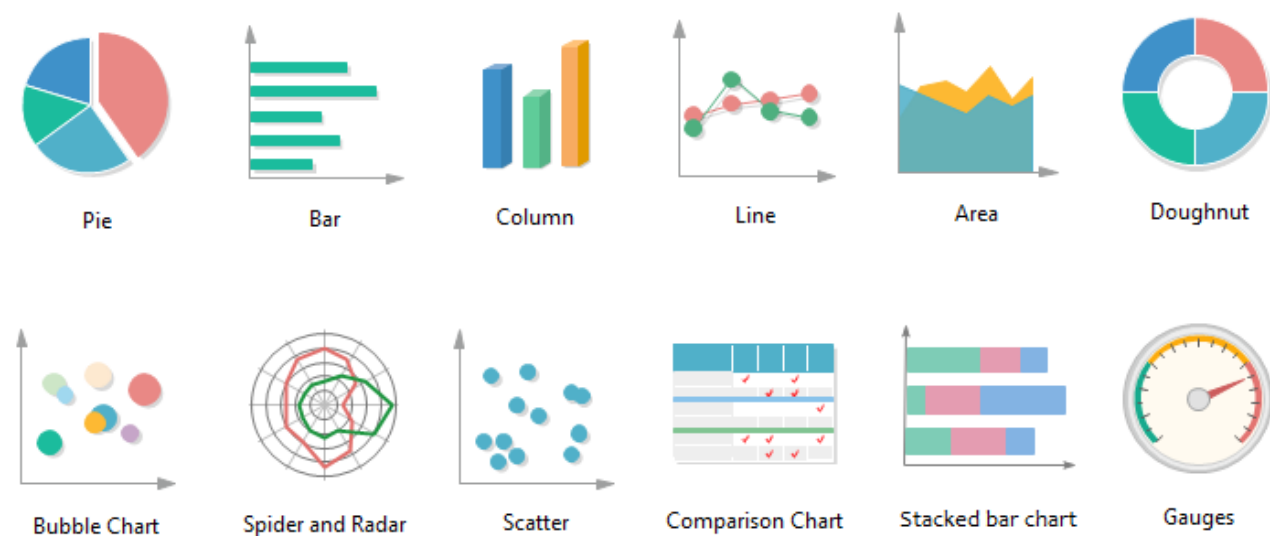 Pie
Bar
Column
Line
Area
Doughnut
Bubble Chart
Spider and Radar
Scatter
Comparison Chart
Stacked bar chart
Gauges